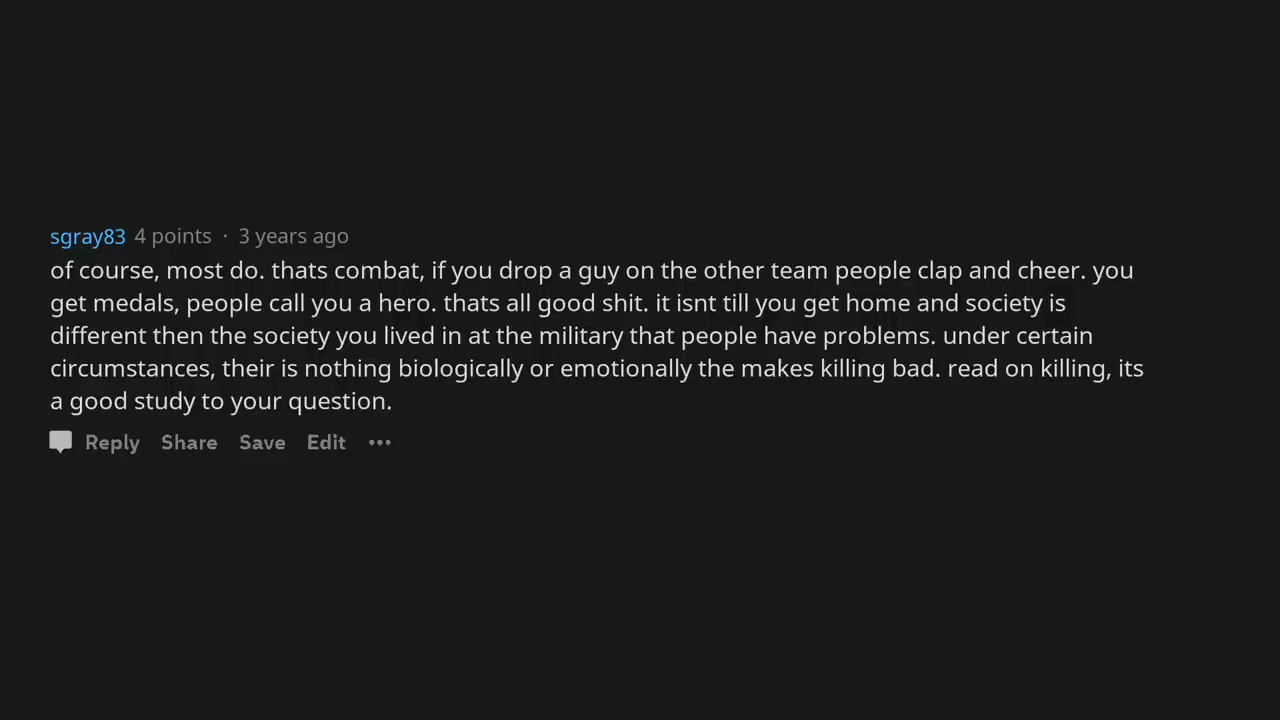 sgray83 4 points · 3 years ago
of course, most do. thats combat, if you drop a guy on the other team people clap and cheer. you
get medals, people call you a hero. thats all good shit. it isnt till you get home and society is
different then the society you lived in at the military that people have problems. under certain
circumstances, their is nothing biologically or emotionally the makes killing bad. read on killing, its
a good study to your question.
Reply Share Save Edit •••